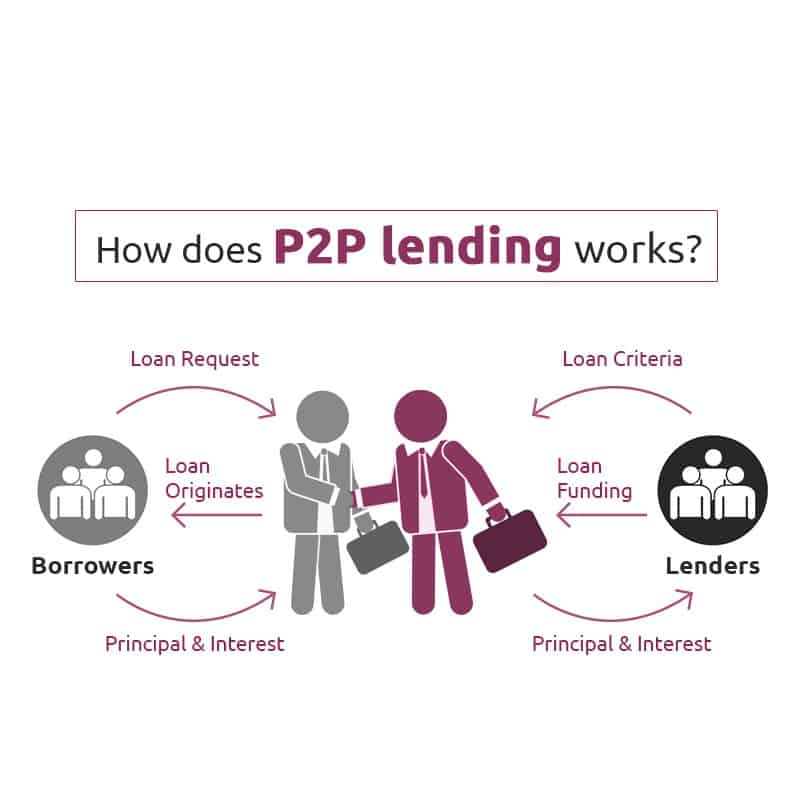 How does P2P lending works?
Loan Request
Loan Criteria
Loan
Originates
Loan
Funding
Borrowers
Lenders
Principal & Interest
Principal & Interest